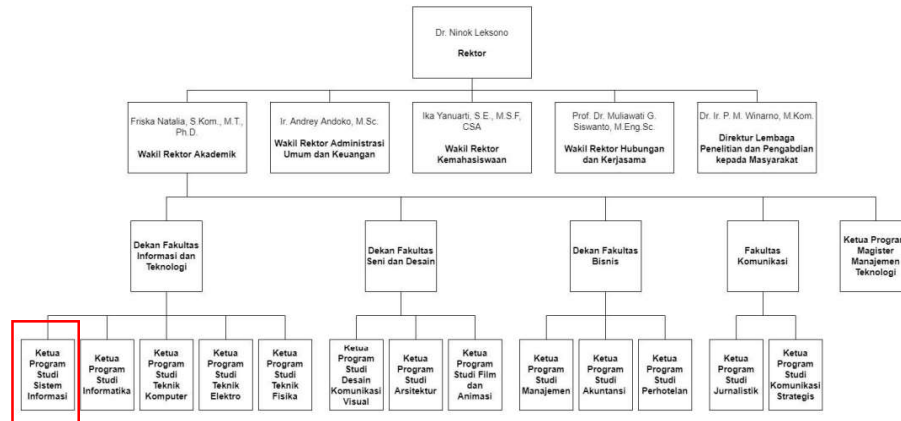 Dr. Ninok Leksono
Rektor
Friska Natalia, S.Kom., M.T.,
Ph.D.
Wakil Rektor Akademik
Ir. Andrey Andoko, M.Sc.
Wakil Rektor Administrasi
Umum dan Keuangan
Ika Yanuarti, S.E., M.S.F,
CSA
Wakil Rektor
Kemahasiswaan
Prof. Dr. Muliawati G.
Siswanto, M.Eng.Sc.
Wakil Rektor Hubungan
dan Kerjasama
Dr. Ir. P. M. Winarno, M.Kom.
Direktur Lembaga
Penelitian dan Pengabdian
kepada Masyarakat
Dekan Fakultas
Informasi dan
Teknologi
Dekan Fakultas
Seni dan Desain
Dekan Fakultas
Bisnis
Fakultas
Komunikasi
Ketua Program
Magister
Manajemen
Teknologi
Ketua
Program
Studi
Sistem
Informasi
Ketua
Program
Studi
Informatika
Ketua
Program
Studi
Teknik
Komputer
Ketua
Program
Studi
Teknik
Elektro
Ketua
Program
Studi
Teknik
Fisika
Ketua
Program
Studi
Desain
Komunikasi
Visual
Ketua
Program
Studi
Arsitektur
Ketua
Program
Studi Film
dan
Animasi
Ketua
Program
Studi
Manajemen
Ketua
Program
Studi
Akuntansi
Ketua
Program
Studi
Perhotelan
Ketua
Program
Studi
Jurnalistik
Ketua
Program
Studi
Komunikasi
Strategis